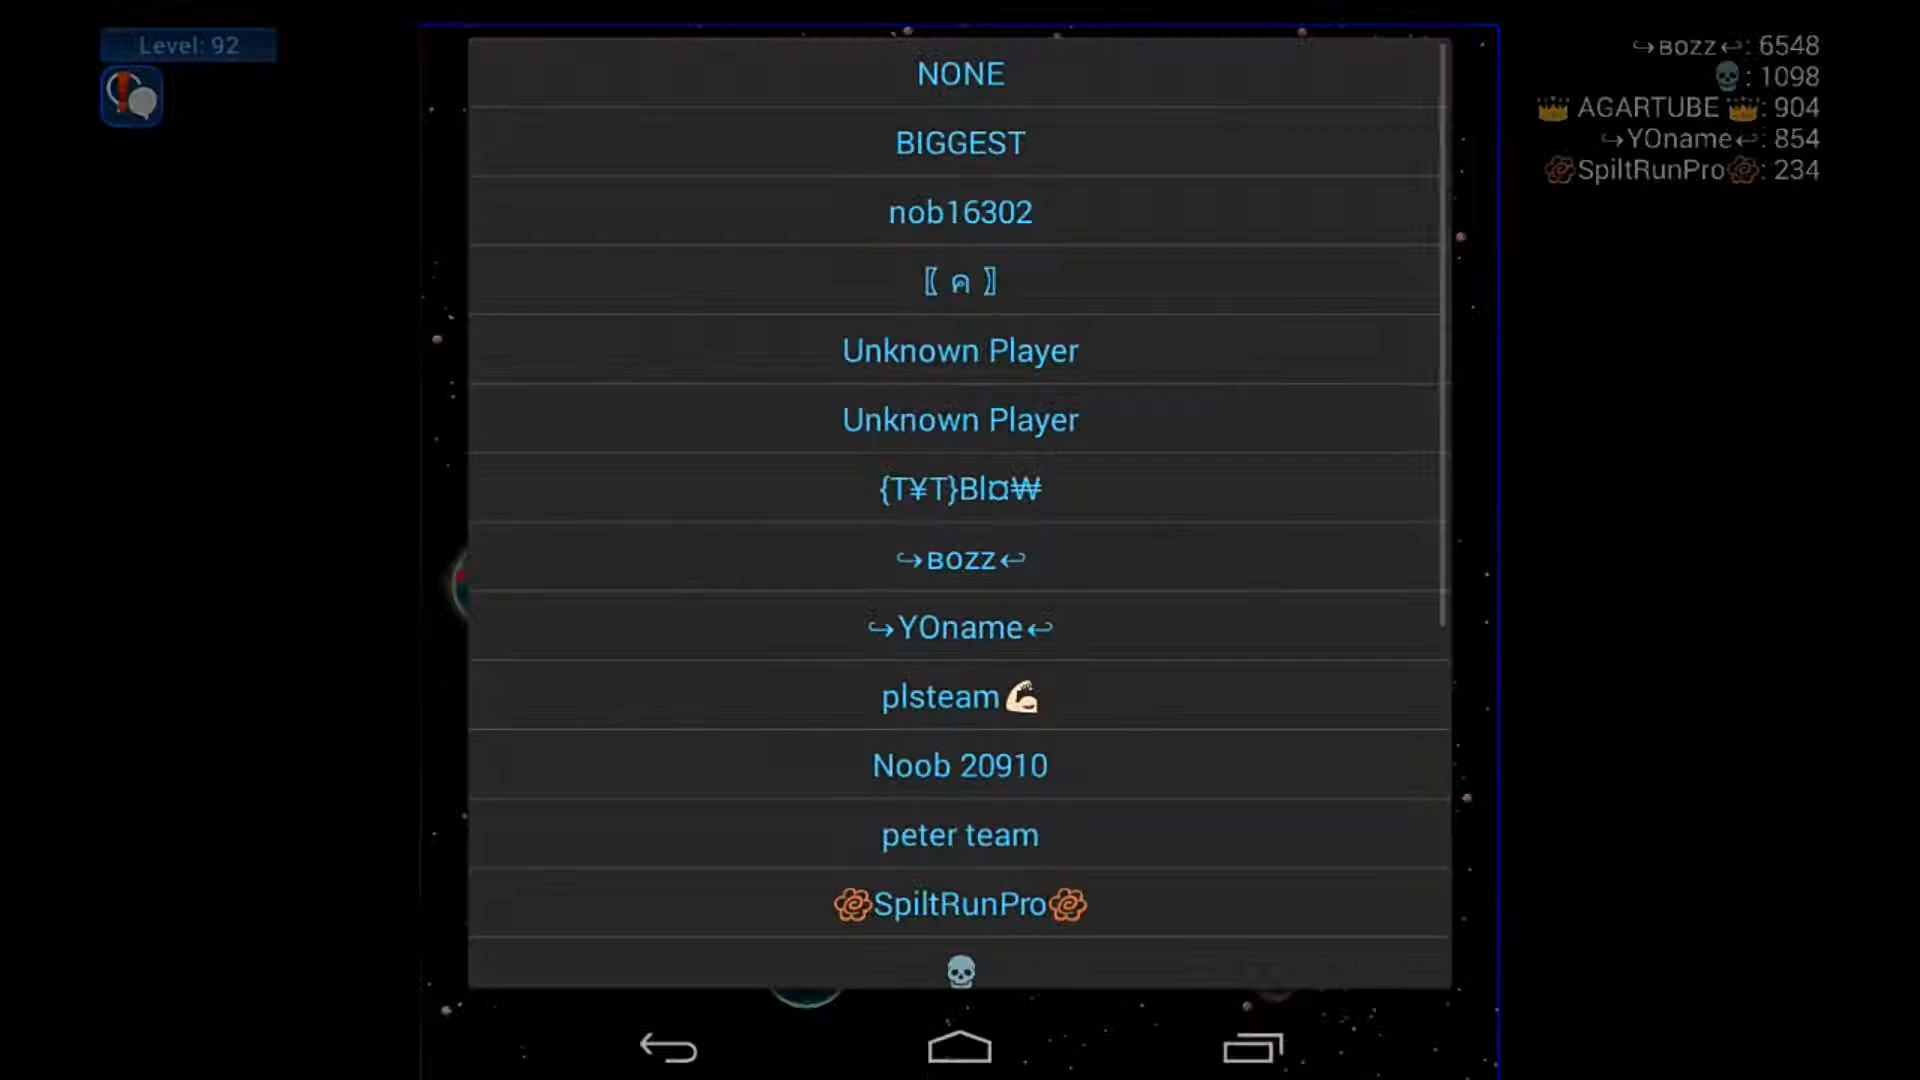 Level: 92
↪BOZZ↩: 6548
💀: 1098
👑 AGARTUBE 👑: 904
↪YOname↩: 854
🏵SpiltRunPro🏵: 234
NONE
BIGGEST
nob16302
〖 ค 〗
Unknown Player
Unknown Player
{T¥T}Bl¤₩
↪BOZZ↩
↪YOname↩
plsteam💪🏻
Noob 20910
peter team
🏵SpiltRunPro🏵
💀